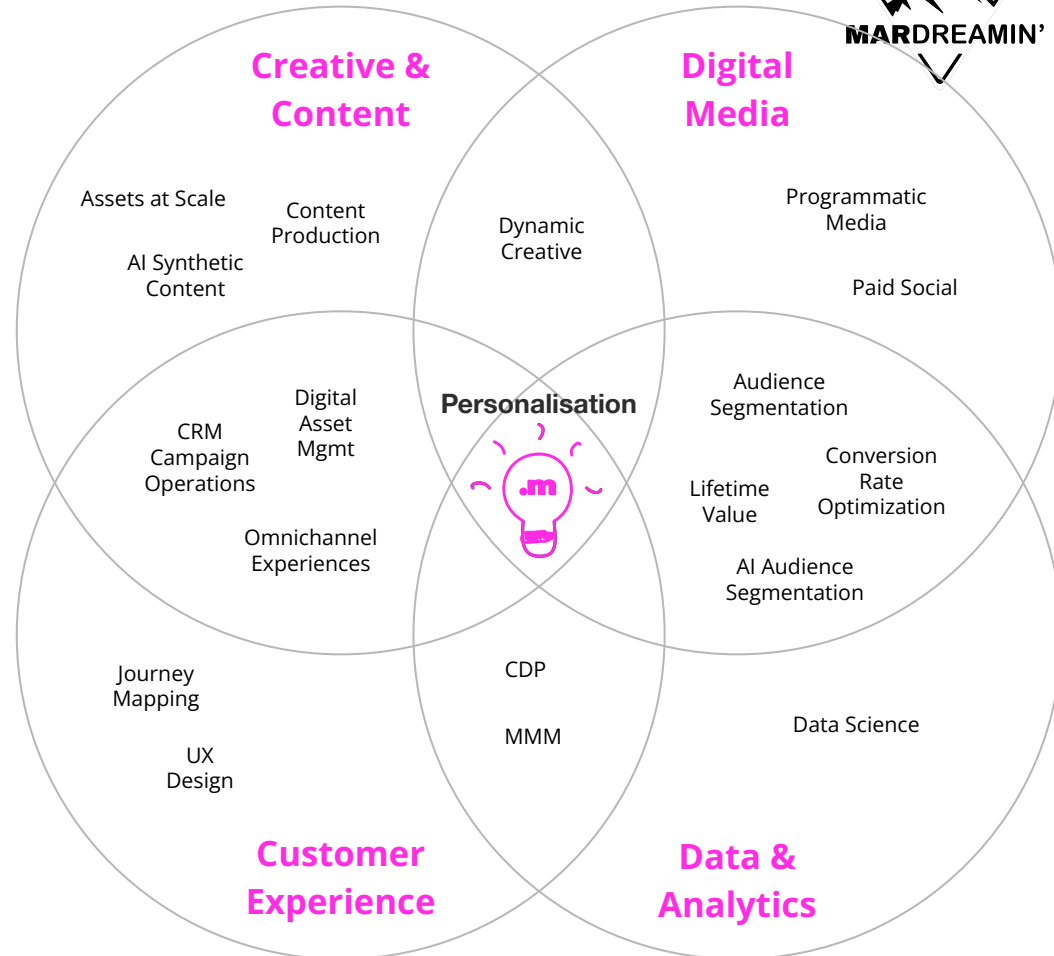 MARDREAMIN'
Creative &
Content
Digital
Media
Assets at Scale
Content
Production
AI Synthetic
Content
Dynamic
Creative
Programmatic
Media
Paid Social
Digital
Asset
Mgmt
CRM
Campaign
Operations
Omnichannel
Experiences
Personalisation
.m
Audience
Segmentation
Conversion
Rate
Optimization
Lifetime
Value
AI Audience
Segmentation
Journey
Mapping
UX
Design
CDP
MMM
Data Science
Customer
Experience
Data &
Analytics